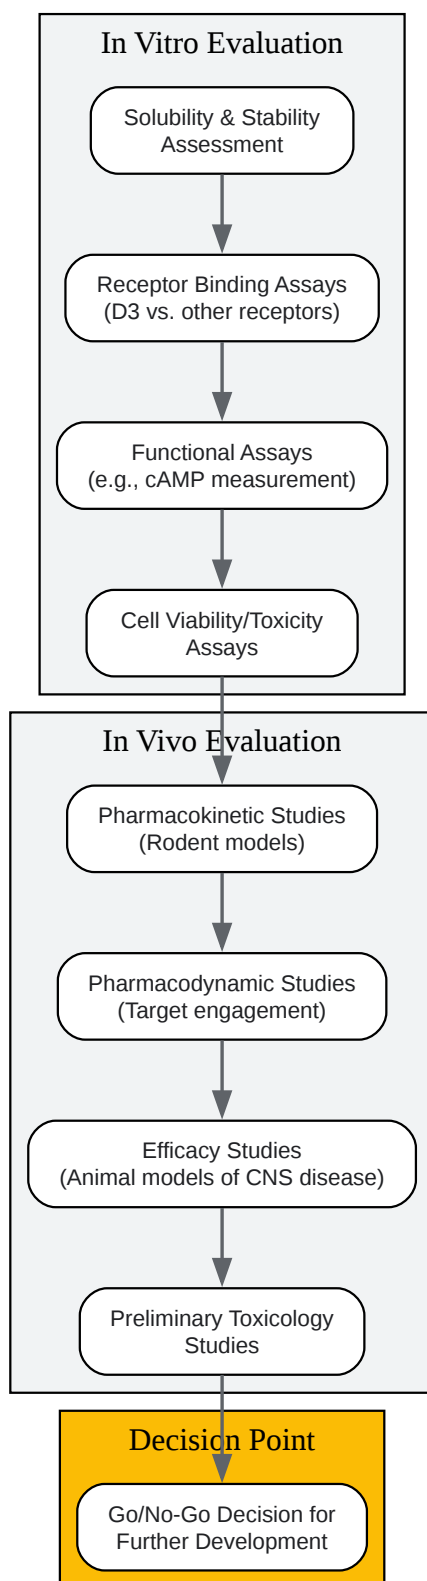 In Vitro Evaluation
Solubility & Stability
Assessment
Receptor Binding Assays
(D3 vs. other receptors)
Functional Assays
(e.g., cAMP measurement)
Cell Viability/Toxicity
Assays
In Vivo Evaluation
Pharmacokinetic Studies
(Rodent models)
Pharmacodynamic Studies
(Target engagement)
Efficacy Studies
(Animal models of CNS disease)
Preliminary Toxicology
Studies
Decision Point
Go/No-Go Decision for
Further Development